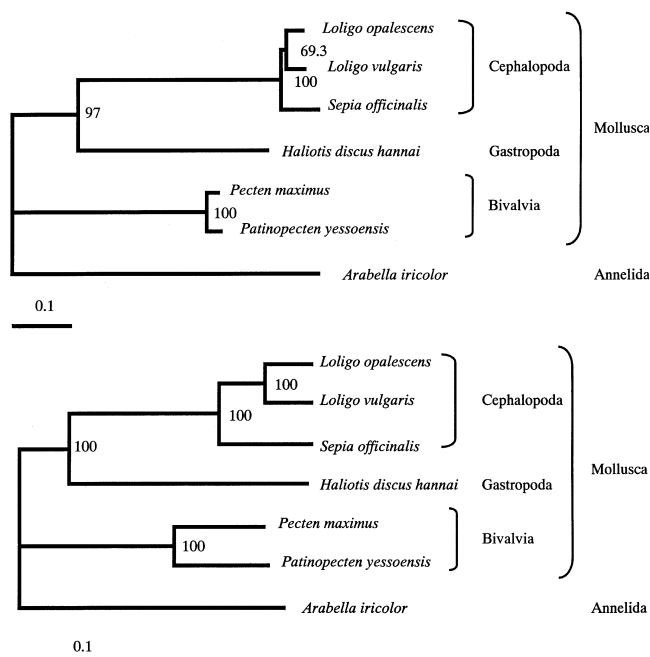 Loligo opalescens
69.3
Loligo vulgaris
Cephalopoda
100
Sepia officinalis
97
Mollusca
Haliotis discus hannai
Gastropoda
Pecten maximus
100
Bivalvia
Patinopecten yessoensis
Arabella iricolor
Annelida
0.1
Loligo opalescens
100
Loligo vulgaris
Cephalopoda
100
Sepia officinalis
100
Mollusca
Haliotis discus hannai
Gastropoda
Pecten maximus
100
Bivalvia
Patinopecten yessoensis
Arabella iricolor
Annelida
0.1